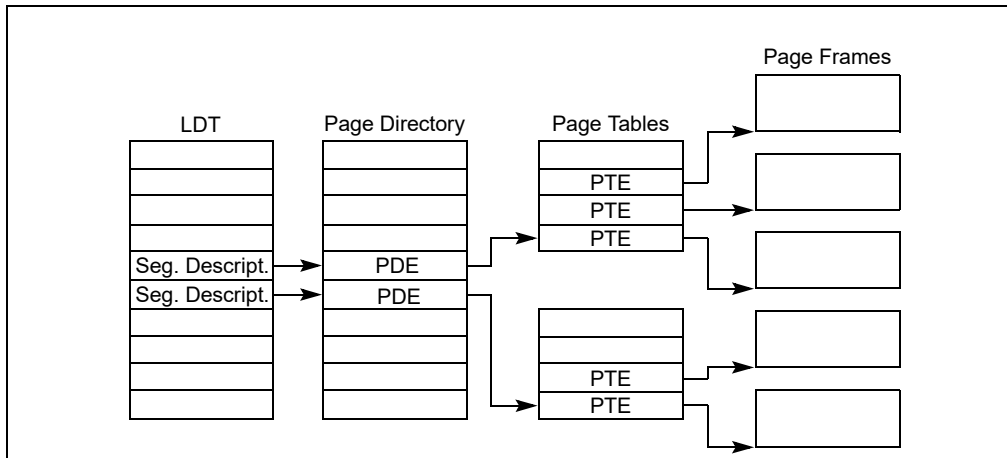 Page Frames
LDT
Page Directory
Page Tables
PTE
PTE
PTE
Seg. Descript.
PDE
Seg. Descript.
PDE
PTE
PTE